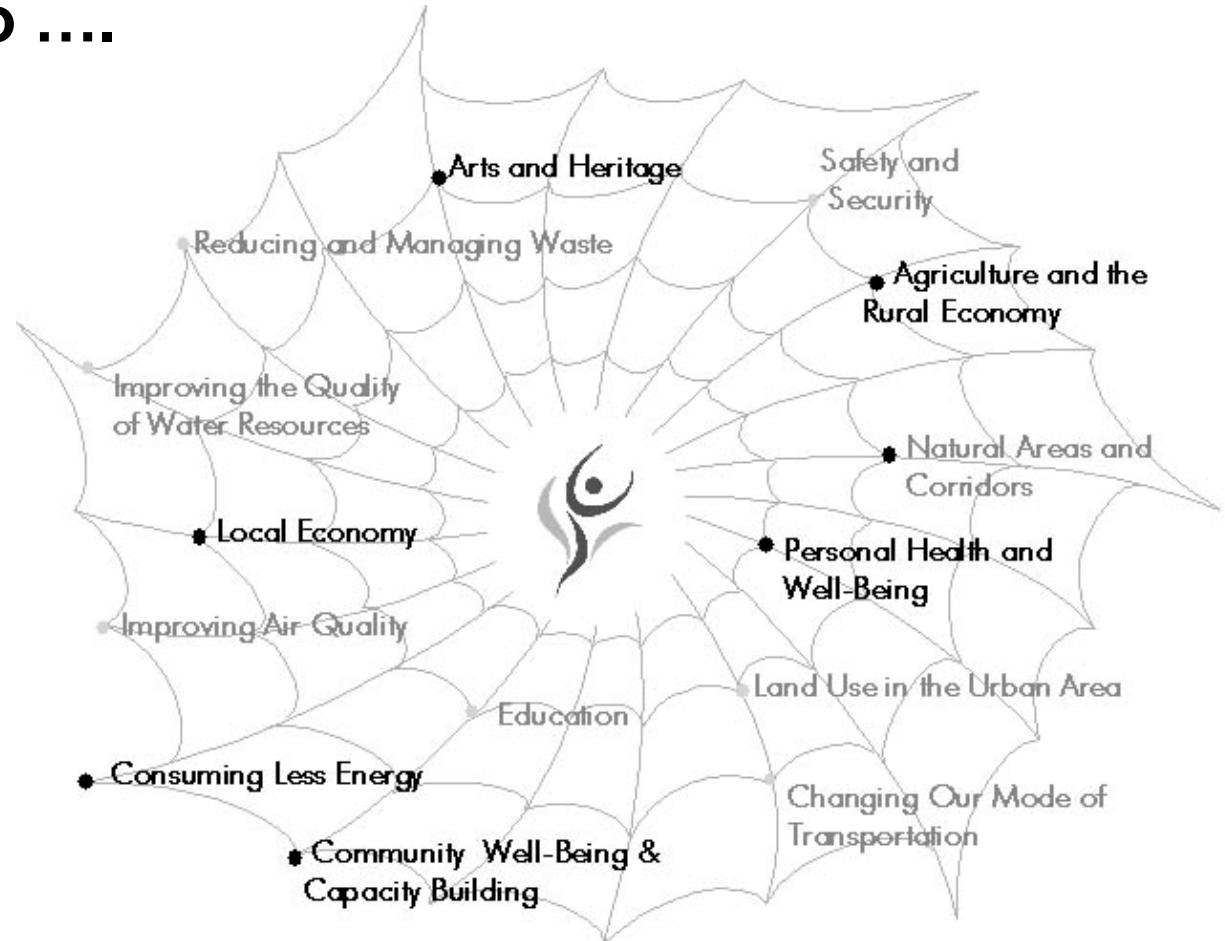 o ....
Arts and Heritage
Safety and
Security
Reducing and Managing Waste
Agriculture and the
Rural Economy
Improving the Quality
of Water Resources
Natural Areas and
Corridors
Local Economy
Personal Health and
Well-Being
Improving Air Quality
Land Use in the Urban Area
Education
Consuming Less Energy
Changing Our Mode of
Transportation
Community Well-Being &
Capacity Building